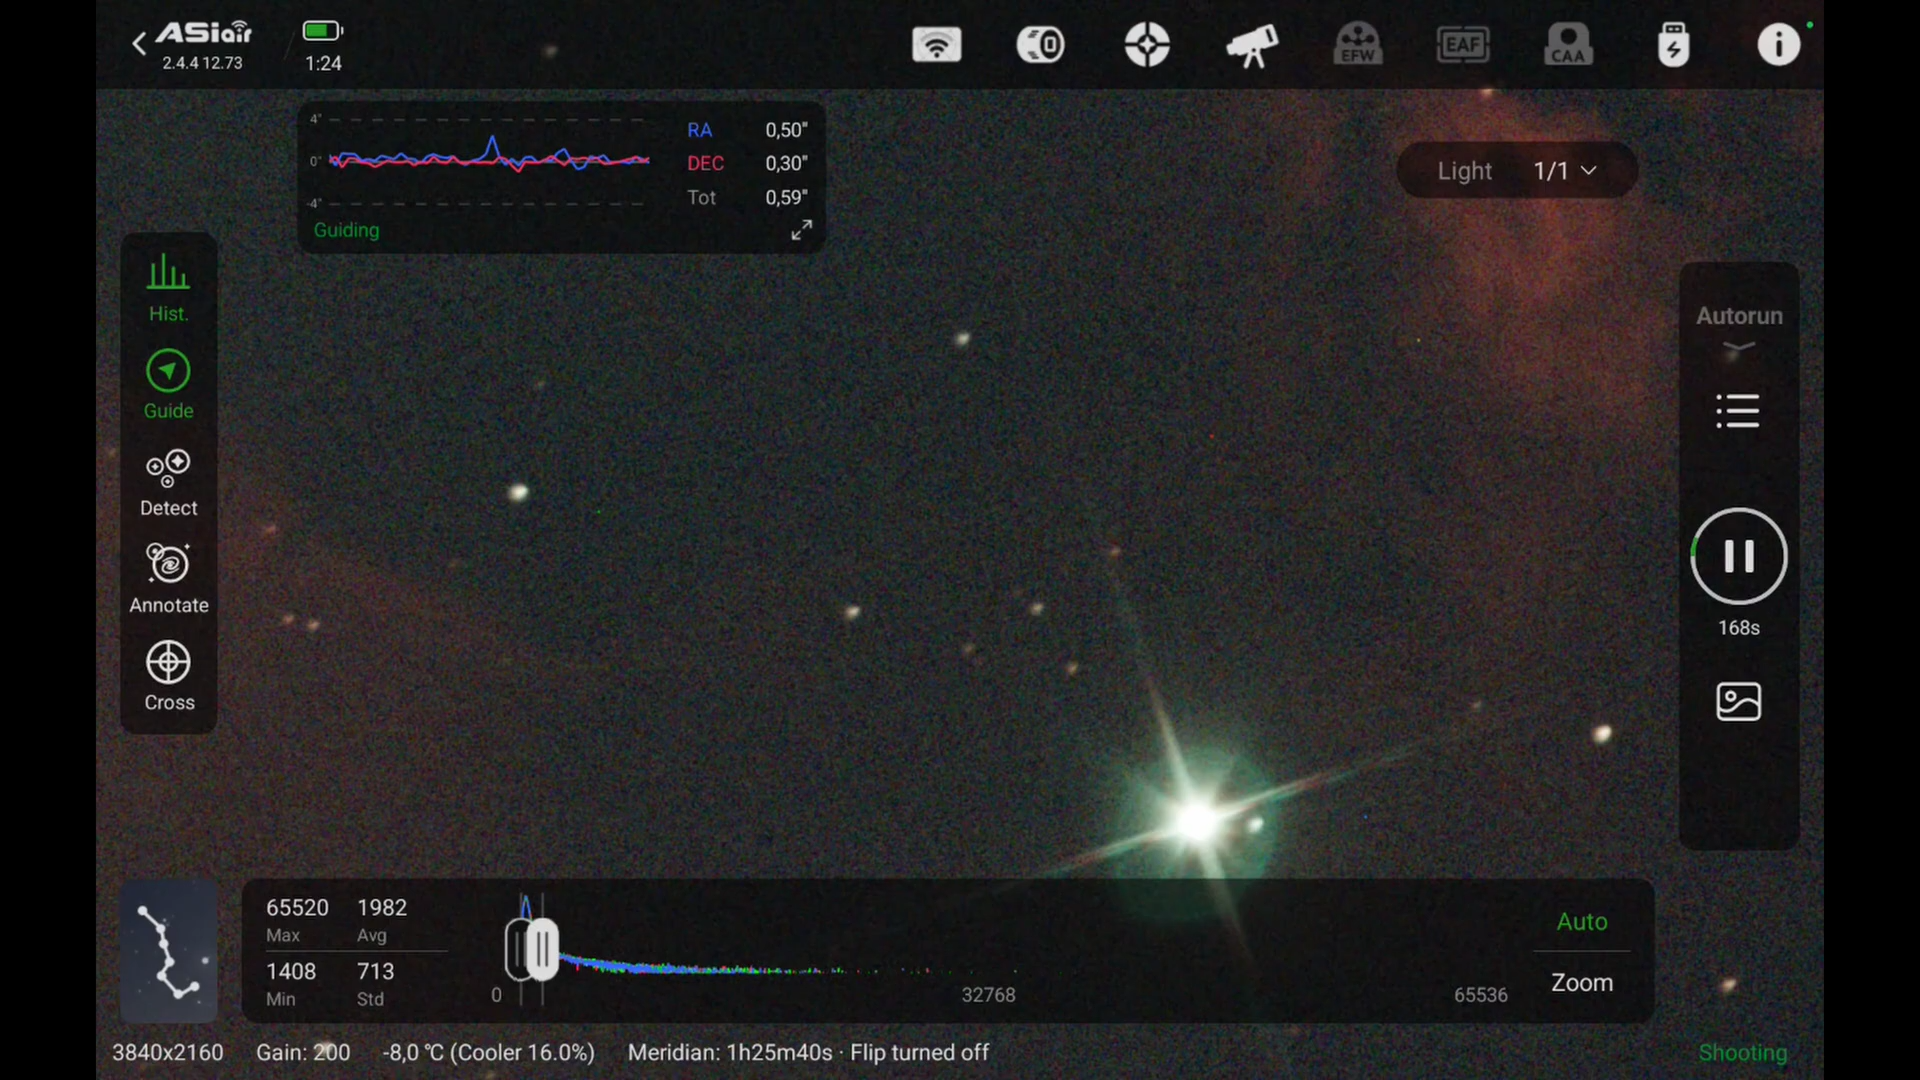 ASIair
2.4.4 12.73
1:24
EFW
EAF
CAA
4"
0"
-4"
RA 0,50"
DEC 0,30"
Tot 0,59"
Guiding
Light 1/1
Hist.
Guide
Detect
Annotate
Cross
Autorun
168s
65520 1982
Max Avg
1408 713
Min Std
0 32768 65536
Auto
Zoom
3840x2160 Gain: 200 -8,0 ℃ (Cooler 16.0%) Meridian: 1h25m40s · Flip turned off
Shooting